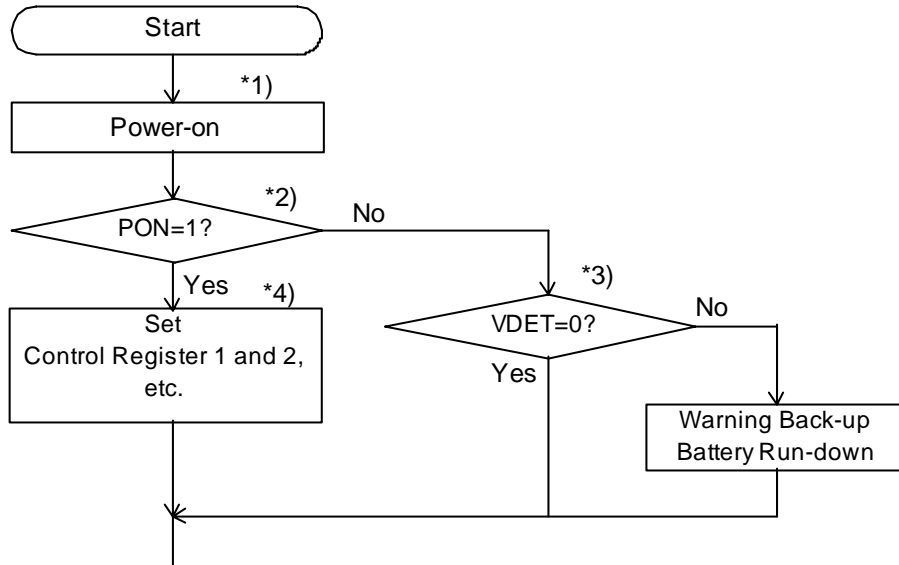 Start
*1)
Power-on
*2)
PON=1?
No
Yes
*4)
*3)
Set
Control Register 1 and 2,
etc.
VDET=0?
No
Yes
Warning Back-up
Battery Run-down